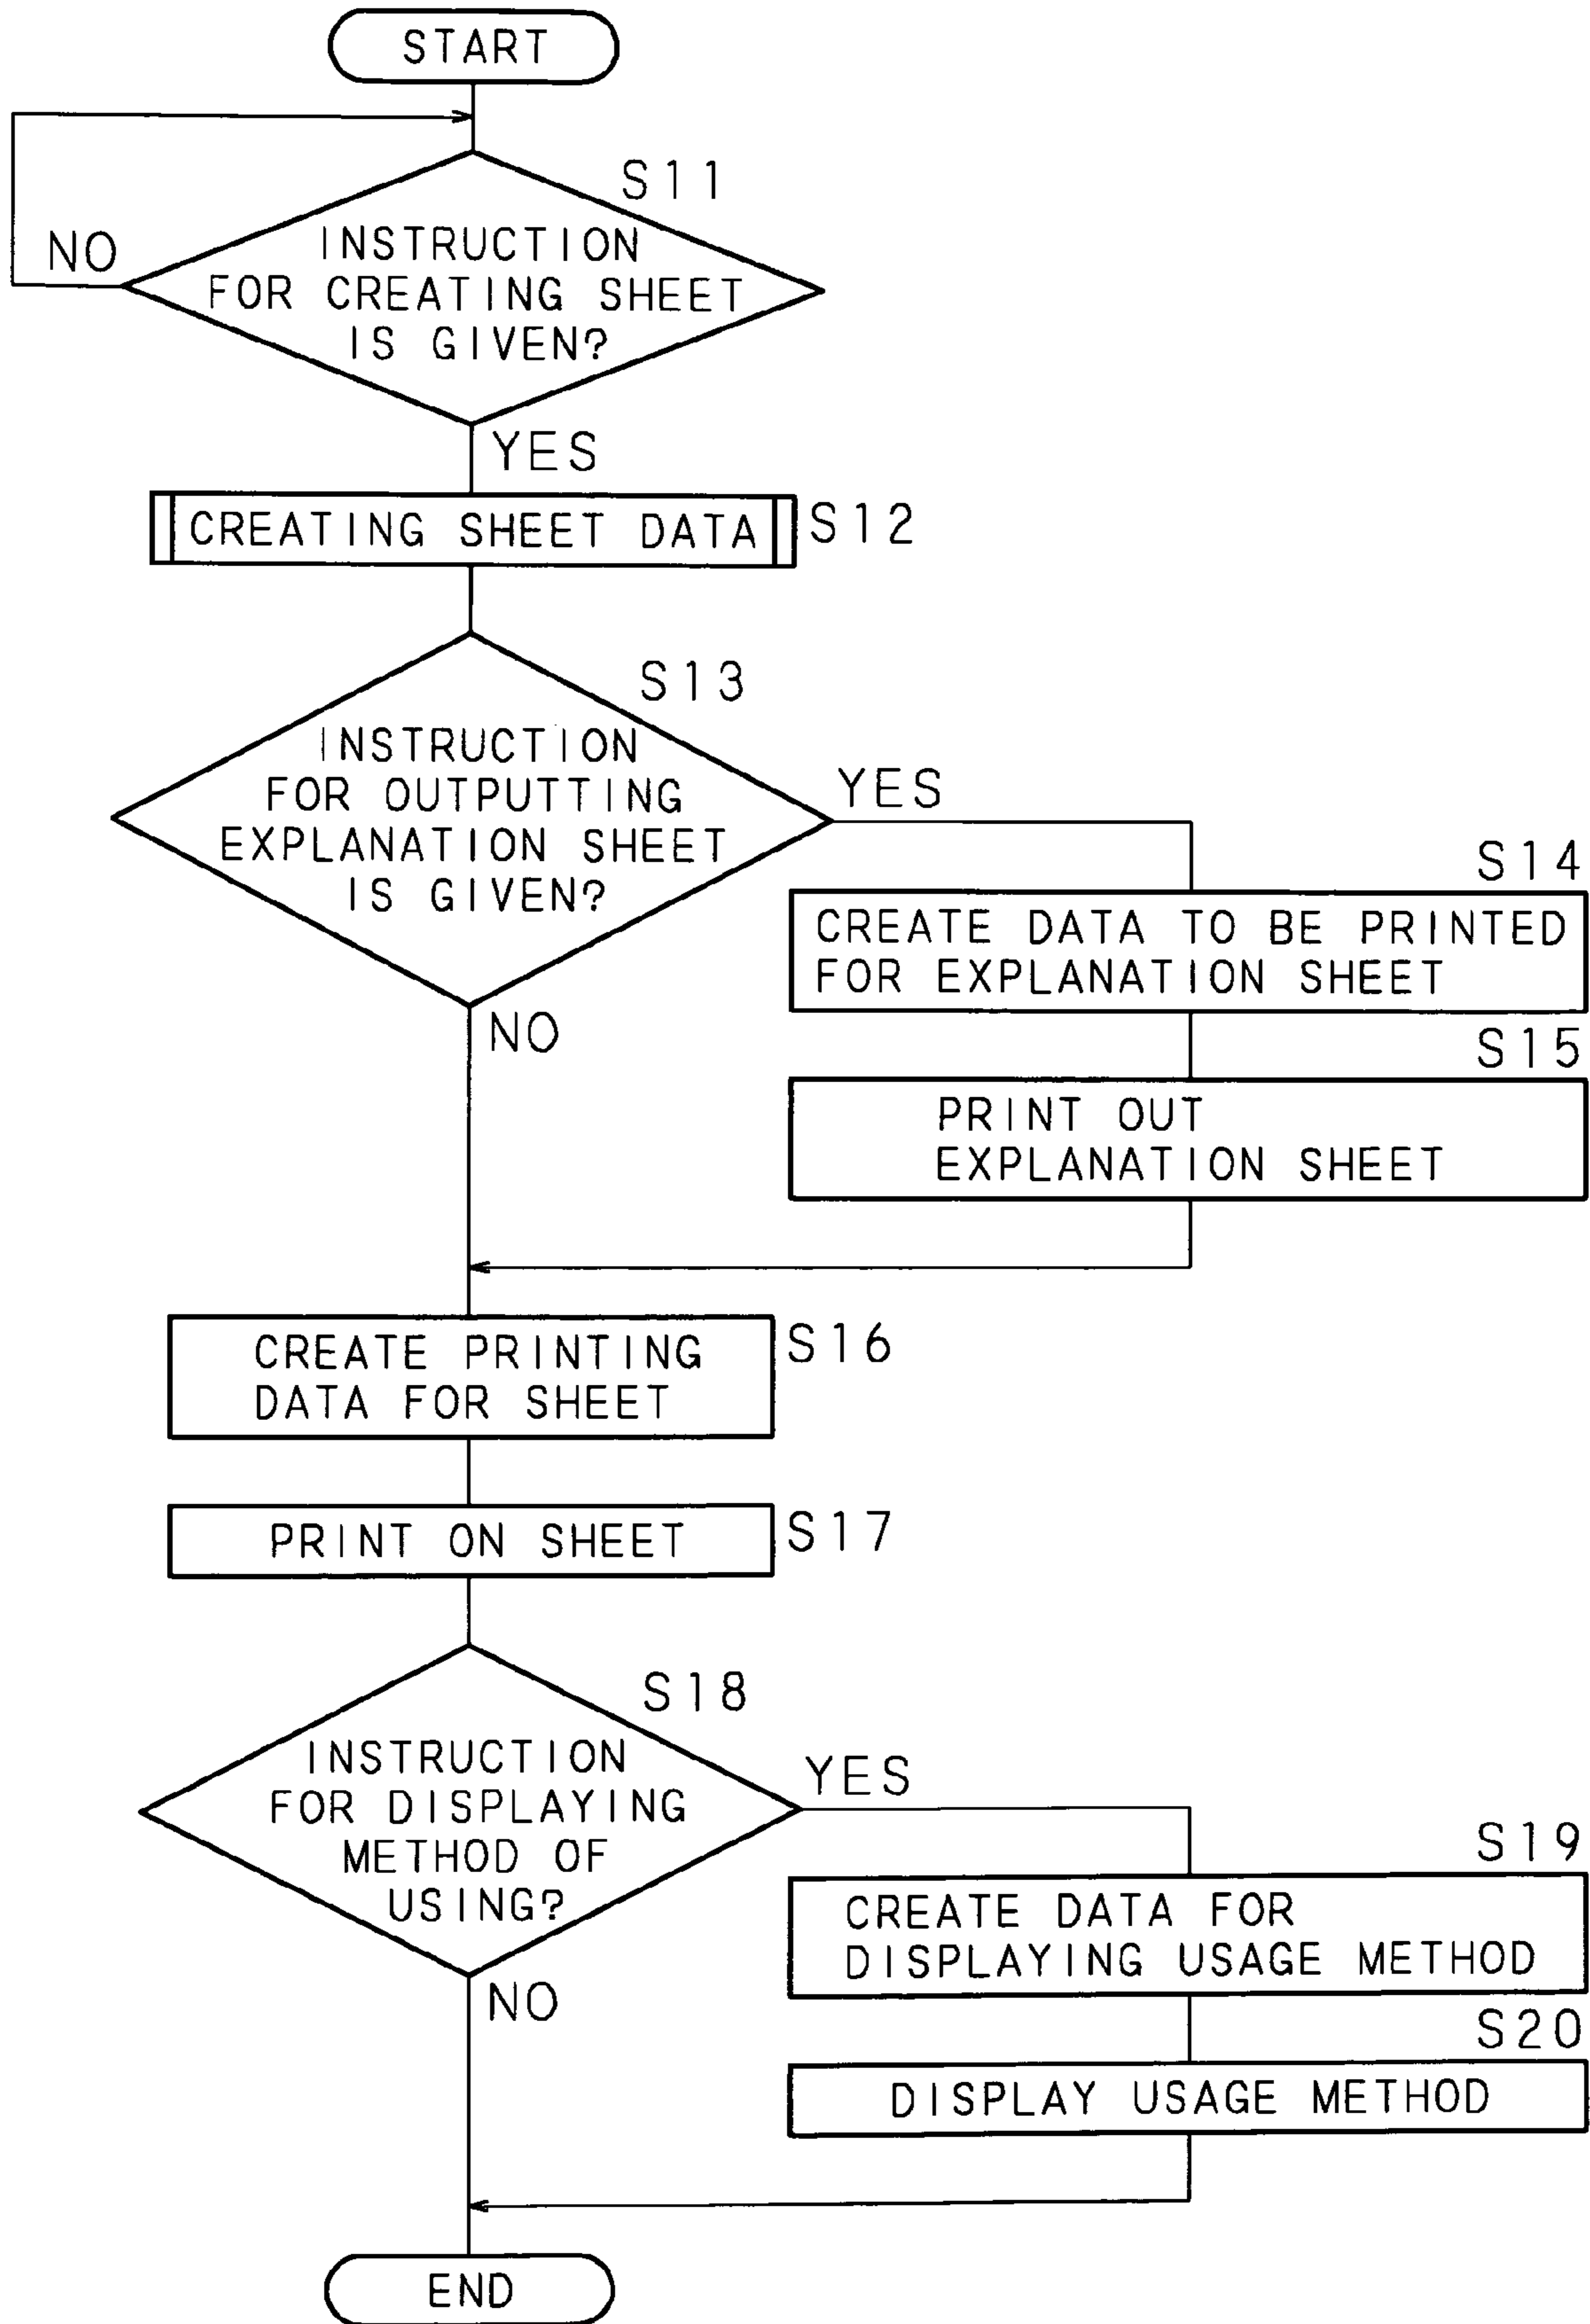 START
S11
NO
INSTRUCTION
FOR CREATING SHEET
IS GIVEN?
YES
CREATING SHEET DATA
S12
S13
INSTRUCTION
FOR OUTPUTTING
EXPLANATION SHEET
IS GIVEN?
YES
NO
S14
CREATE DATA TO BE PRINTED
FOR EXPLANATION SHEET
S15
PRINT OUT
EXPLANATION SHEET
CREATE PRINTING
DATA FOR SHEET
S16
PRINT ON SHEET
S17
S18
INSTRUCTION
FOR DISPLAYING
METHOD OF
USING?
YES
NO
S19
CREATE DATA FOR
DISPLAYING USAGE METHOD
S20
DISPLAY USAGE METHOD
END